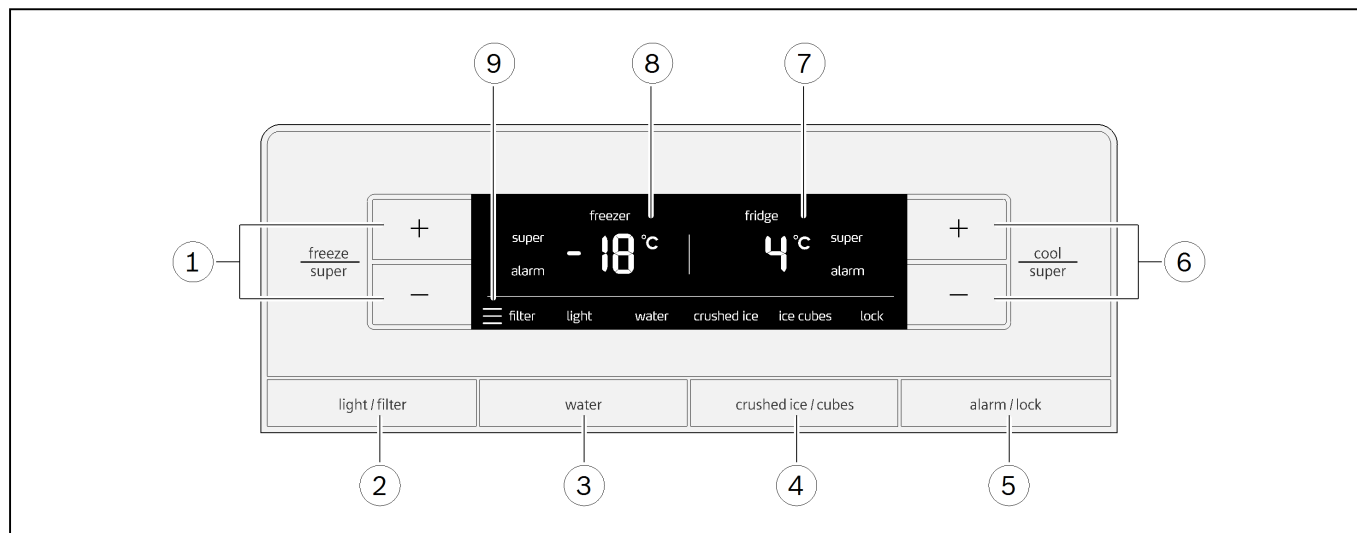 9 8 7
freezer fridge
+ super -18 °C 4 °C super +
1 freeze cool 6
super super
- alarm alarm -
filter light water crushed ice ice cubes lock
light / filter water crushed ice / cubes alarm / lock
2 3 4 5